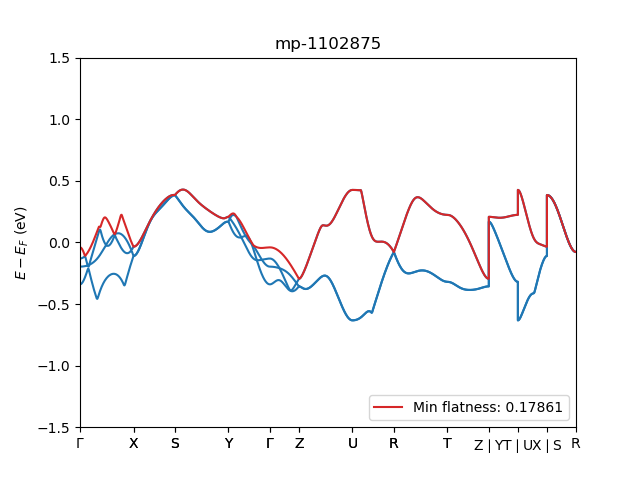 mp-1102875
E − E_F (eV)
1.5
1.0
0.5
0.0
−0.5
−1.0
−1.5
Min flatness: 0.17861
Γ X S Y Γ Z U R T Z | YT | UX | S R